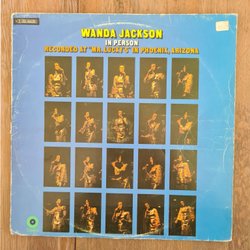 WANDA JACKSON
IN PERSON
RECORDED AT "MR. LUCKY'S" IN PHOENIX, ARIZONA